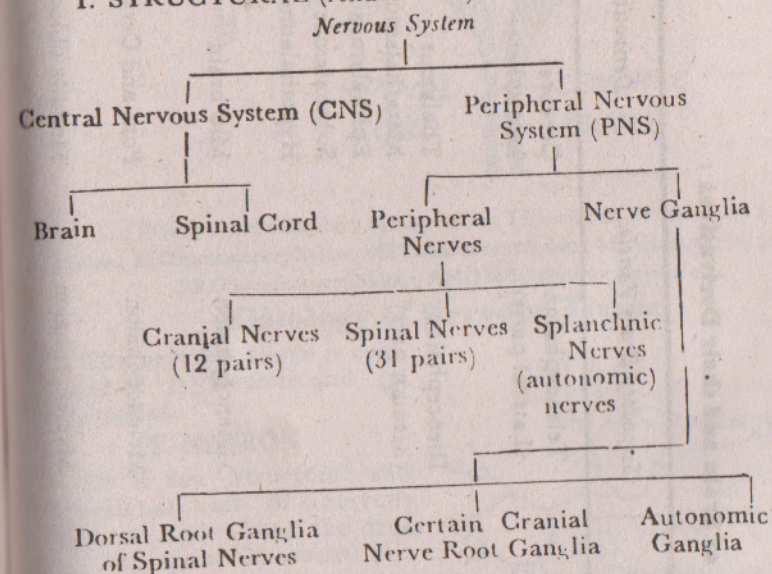 I. STRUCTURAL
Nervous System
Central Nervous System (CNS)
Peripheral Nervous
System (PNS)
Brain
Spinal Cord
Peripheral
Nerves
Nerve Ganglia
Cranial Nerves
(12 pairs)
Spinal Nerves
(31 pairs)
Splanchnic
Nerves
(autonomic)
nerves
Dorsal Root Ganglia
of Spinal Nerves
Certain Cranial
Nerve Root Ganglia
Autonomic
Ganglia